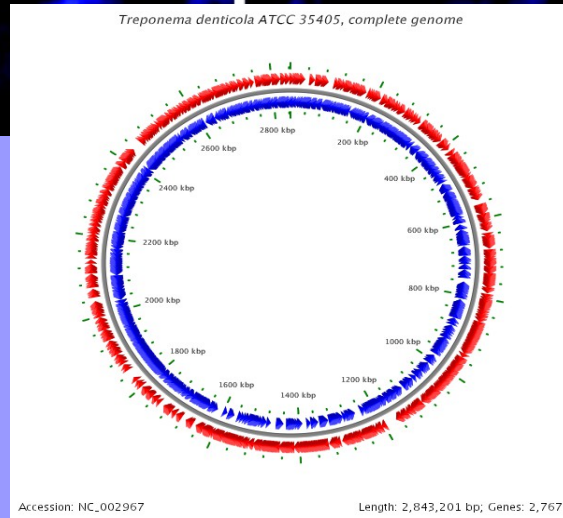 Treponema denticola ATCC 35405, complete genome
2800 kbp
200 kbp
2600 kbp
400 kbp
2400 kbp
600 kbp
2200 kbp
800 kbp
2000 kbp
1000 kbp
1800 kbp
1200 kbp
1600 kbp
1400 kbp
Accession: NC_002967
Length: 2,843,201 bp; Genes: 2,767